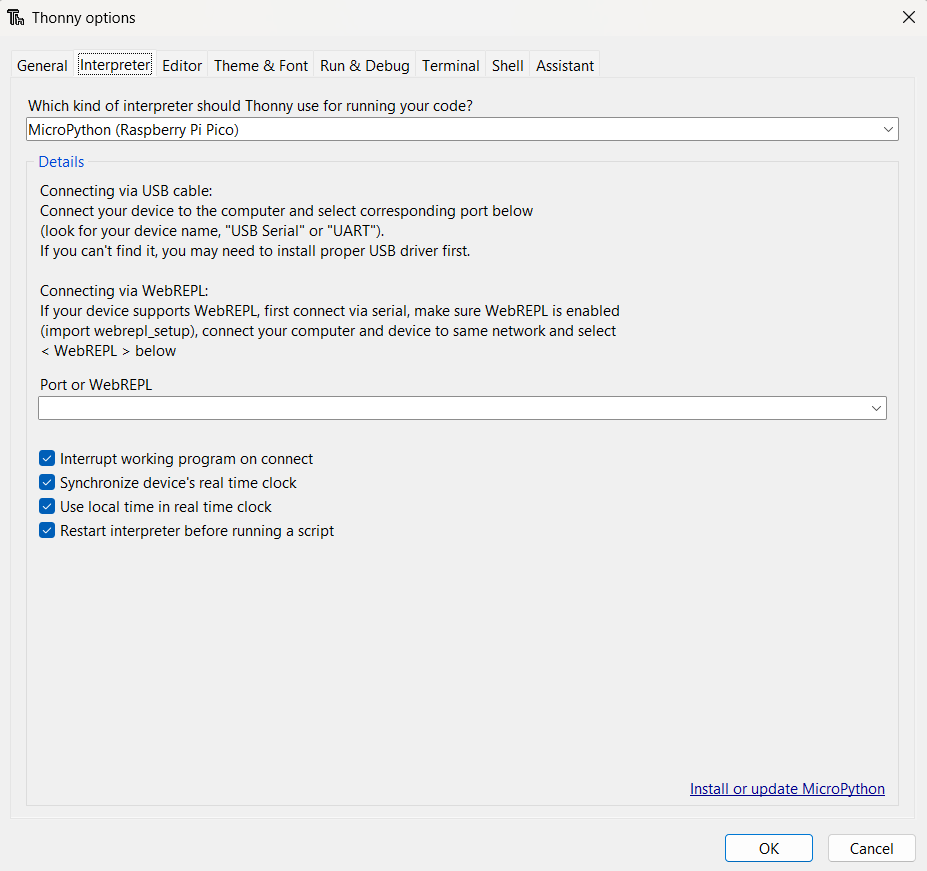 Thonny options
General Interpreter Editor Theme & Font Run & Debug Terminal Shell Assistant
Which kind of interpreter should Thonny use for running your code?
MicroPython (Raspberry Pi Pico)
Details
Connecting via USB cable:
Connect your device to the computer and select corresponding port below
(look for your device name, "USB Serial" or "UART").
If you can't find it, you may need to install proper USB driver first.
Connecting via WebREPL:
If your device supports WebREPL, first connect via serial, make sure WebREPL is enabled
(import webrepl_setup), connect your computer and device to same network and select
< WebREPL > below
Port or WebREPL
Interrupt working program on connect
Synchronize device's real time clock
Use local time in real time clock
Restart interpreter before running a script
Install or update MicroPython
OK Cancel